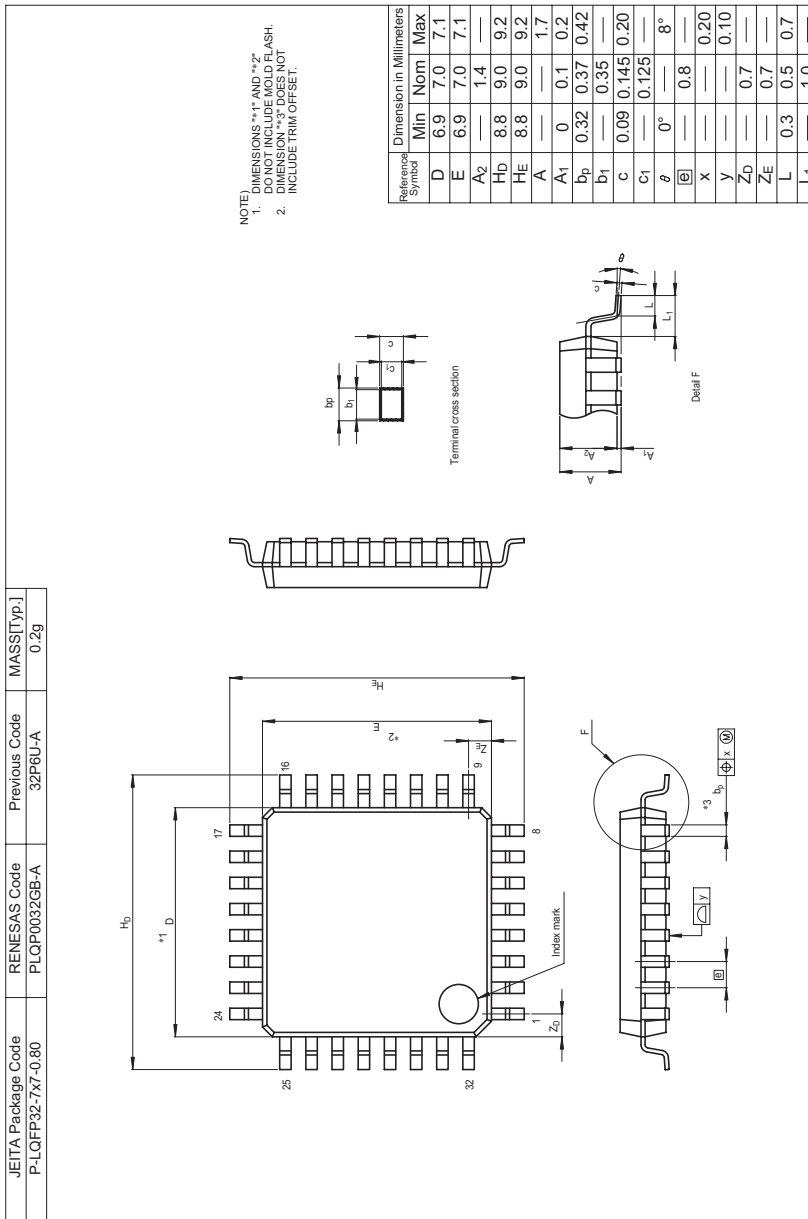 JEITA Package Code RENESAS Code Previous Code MASS[Typ.]
P-LQFP32-7x7-0.80 PLQP0032GB-A 32P6U-A 0.2g
HD
*1 D
24 17
25 16
*2 E
HE
32 9
ZE
1 8
ZD
Index mark
F
e
y
*3 bp
x M
bp
b1
c1
c
Terminal cross section
A
A2
A1
c
θ
L
L1
Detail F
NOTE)
1. DIMENSIONS "*1" AND "*2"
DO NOT INCLUDE MOLD FLASH.
2. DIMENSION "*3" DOES NOT
INCLUDE TRIM OFFSET.
Reference Symbol Dimension in Millimeters
Min Nom Max
D 6.9 7.0 7.1
E 6.9 7.0 7.1
A2 — 1.4 —
HD 8.8 9.0 9.2
HE 8.8 9.0 9.2
A — — 1.7
A1 0 0.1 0.2
bp 0.32 0.37 0.42
b1 — 0.35 —
c 0.09 0.145 0.20
c1 — 0.125 —
θ 0° — 8°
e — 0.8 —
x — — 0.20
y — — 0.10
ZD — 0.7 —
ZE — 0.7 —
L 0.3 0.5 0.7
L1 — 1.0 —